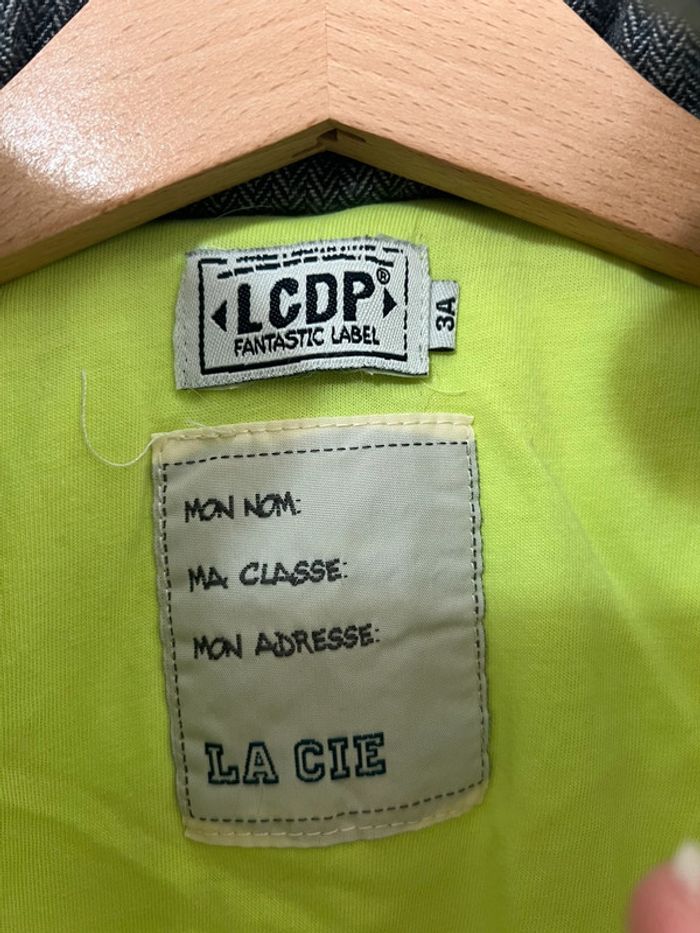 LCDP®
FANTASTIC LABEL
3A
MON NOM:
MA CLASSE:
MON ADRESSE:
LA CIE